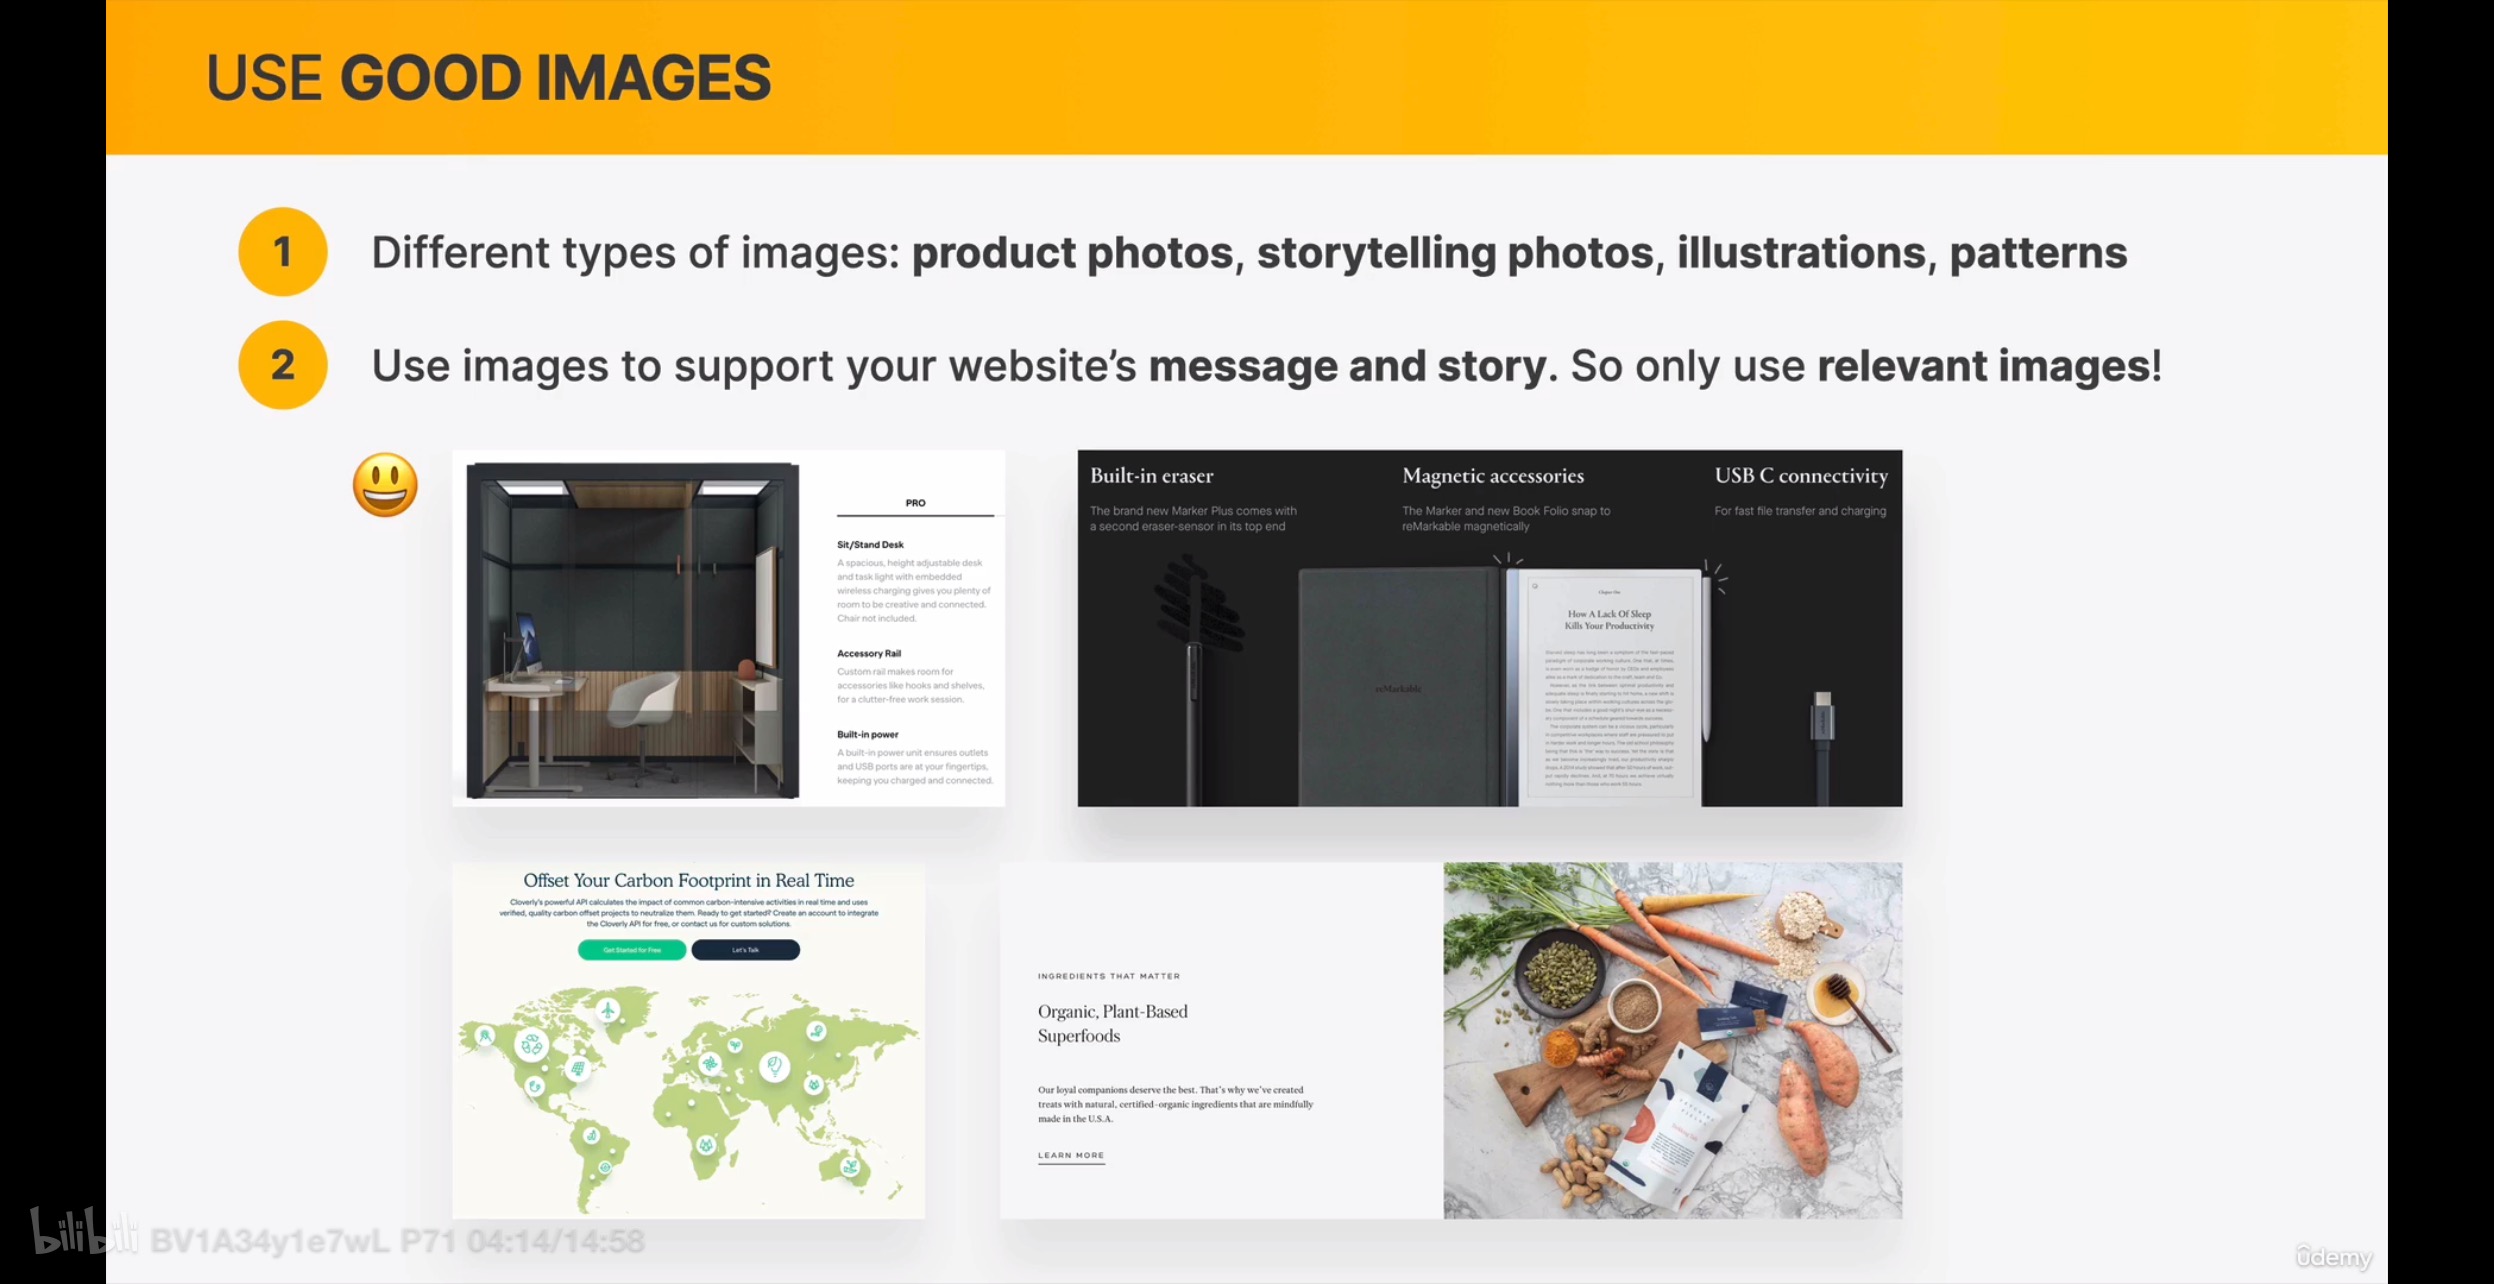 USE GOOD IMAGES
1
Different types of images: product photos, storytelling photos, illustrations, patterns
2
Use images to support your website's message and story. So only use relevant images!
PRO
Sit/Stand Desk
A spacious, height adjustable desk
and task light with embedded
wireless charging gives you plenty of
room to be creative and connected.
Chair not included.
Accessory Rail
Custom rail makes room for
accessories like hooks and shelves,
for a clutter-free work session.
Built-in power
A built-in power unit ensures outlets
and USB ports are at your fingertips,
keeping you charged and connected.
Built-in eraser
The brand new Marker Plus comes with
a second eraser-sensor in its top end
Magnetic accessories
The Marker and new Book Folio snap to
reMarkable magnetically
USB C connectivity
For fast file transfer and charging
reMarkable
Chapter One
How A Lack Of Sleep
Kills Your Productivity
Offset Your Carbon Footprint in Real Time
Cloverly's powerful API calculates the impact of common carbon-intensive activities in real time and uses
verified, quality carbon offset projects to neutralize them. Ready to get started? Create an account to integrate
the Cloverly API for free, or contact us for custom solutions.
Get Started for Free
Let's Talk
INGREDIENTS THAT MATTER
Organic, Plant-Based
Superfoods
Our loyal companions deserve the best. That's why we've created
treats with natural, certified-organic ingredients that are mindfully
made in the U.S.A.
LEARN MORE
bilibili BV1A34y1e7wL P71 04:14/14:58
ûdemy